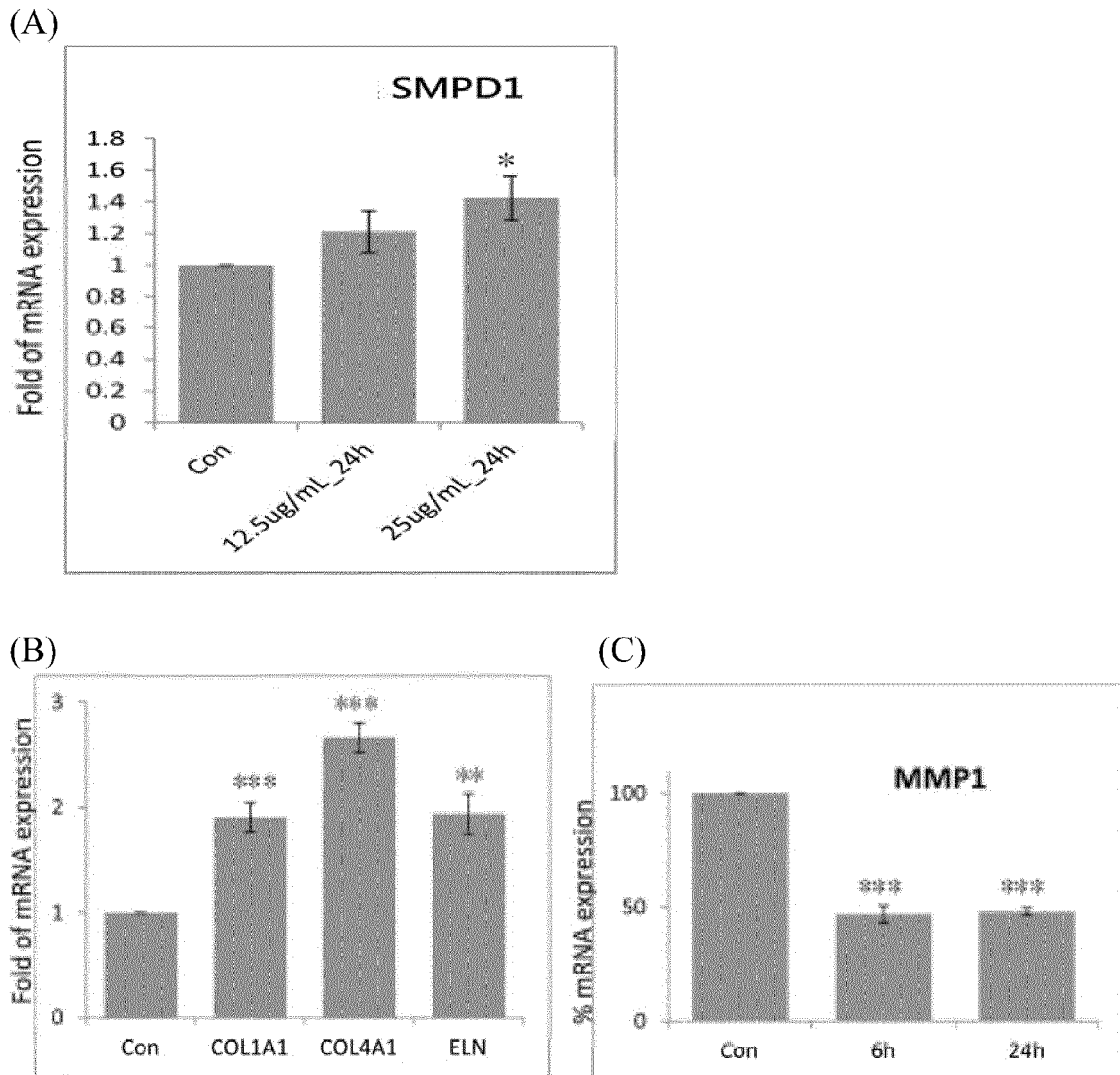 (A)
SMPD1
Fold of mRNA expression
1.8
1.6
1.4
1.2
1
0.8
0.6
0.4
0.2
0
*
Con
12.5ug/mL_24h
25ug/mL_24h
(B)
Fold of mRNA expression
3
2
1
0
***
***
**
Con COL1A1 COL4A1 ELN
(C)
MMP1
% mRNA expression
100
50
0
*** ***
Con 6h 24h